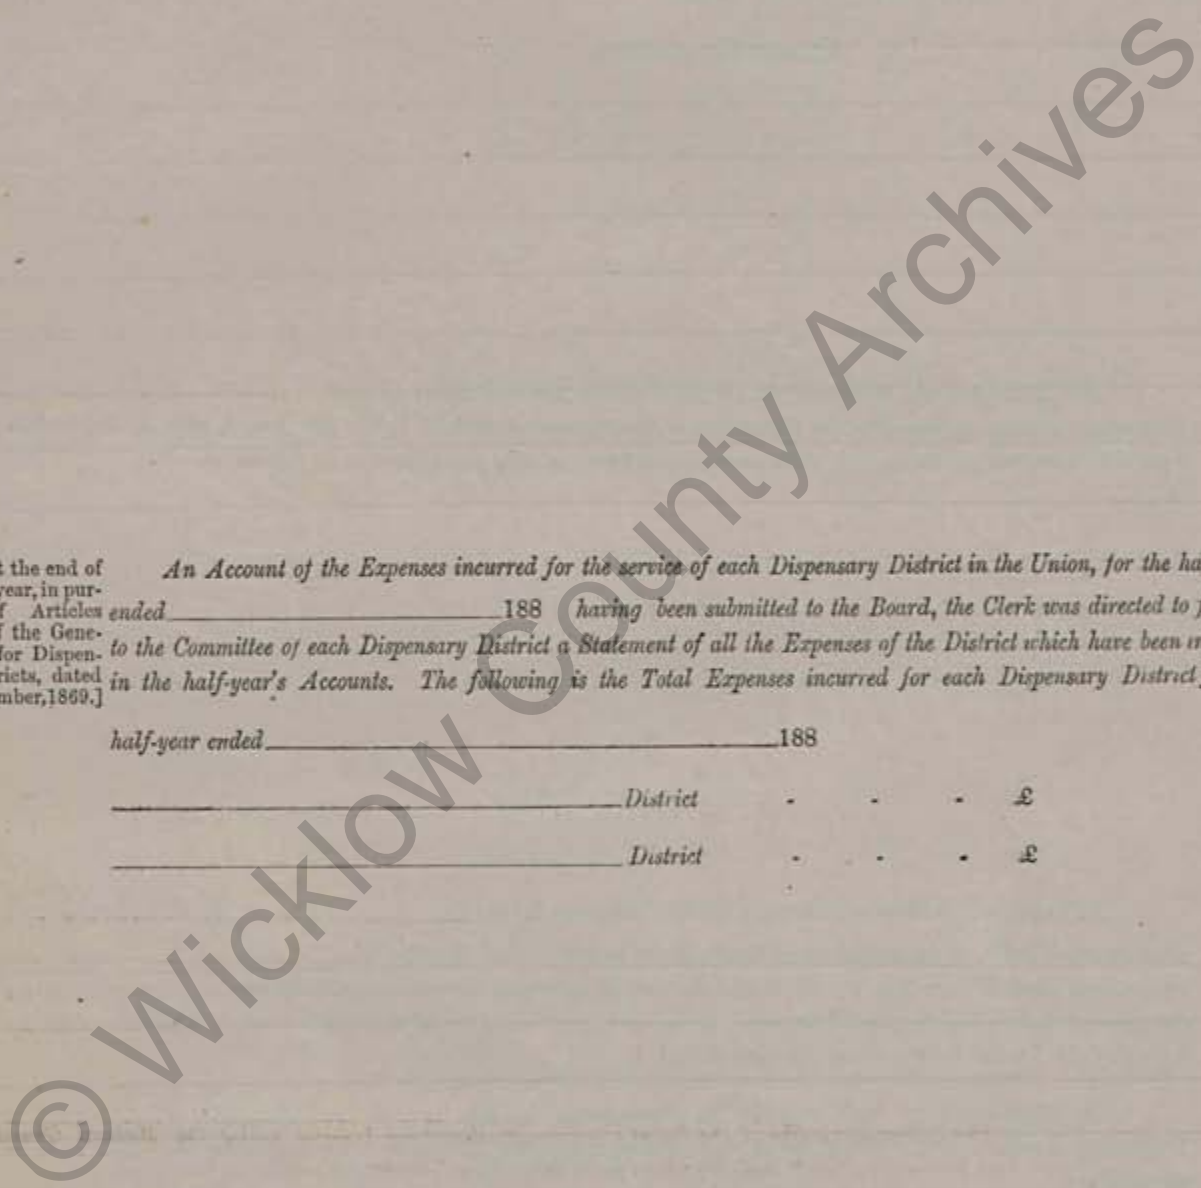 the end of
year, in pur-
Articles
f the Gene-
for Dispen-
ricts, dated
mber, 1869.]
An Account of the Expenses incurred for the service of each Dispensary District in the Union, for the ha
ended 188 having been submitted to the Board, the Clerk was directed to
to the Committee of each Dispensary District a Statement of all the Expenses of the District which have been
in the half-year's Accounts. The following is the Total Expenses incurred for each Dispensary District
half-year ended 188
District - - - £
District - - - £
© Wicklow County Archives